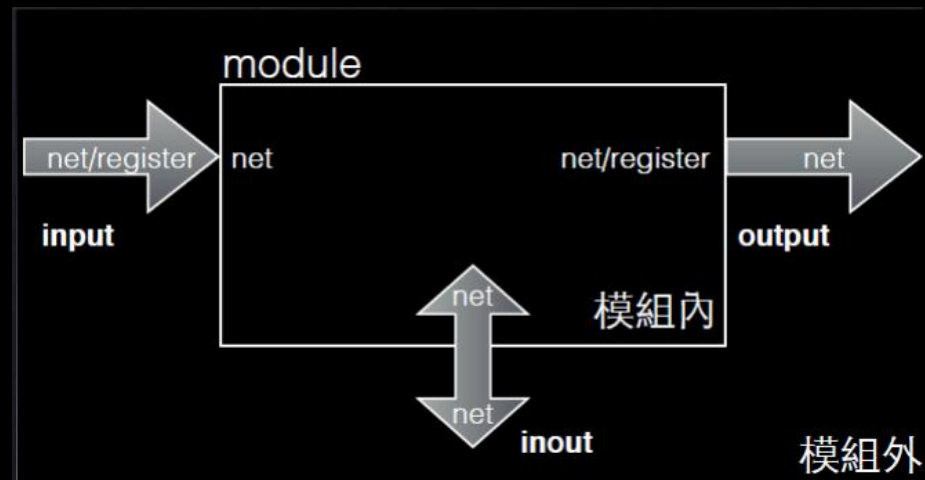 module
net/register
net
net/register
net
input
output
net
模組內
net
inout
模組外